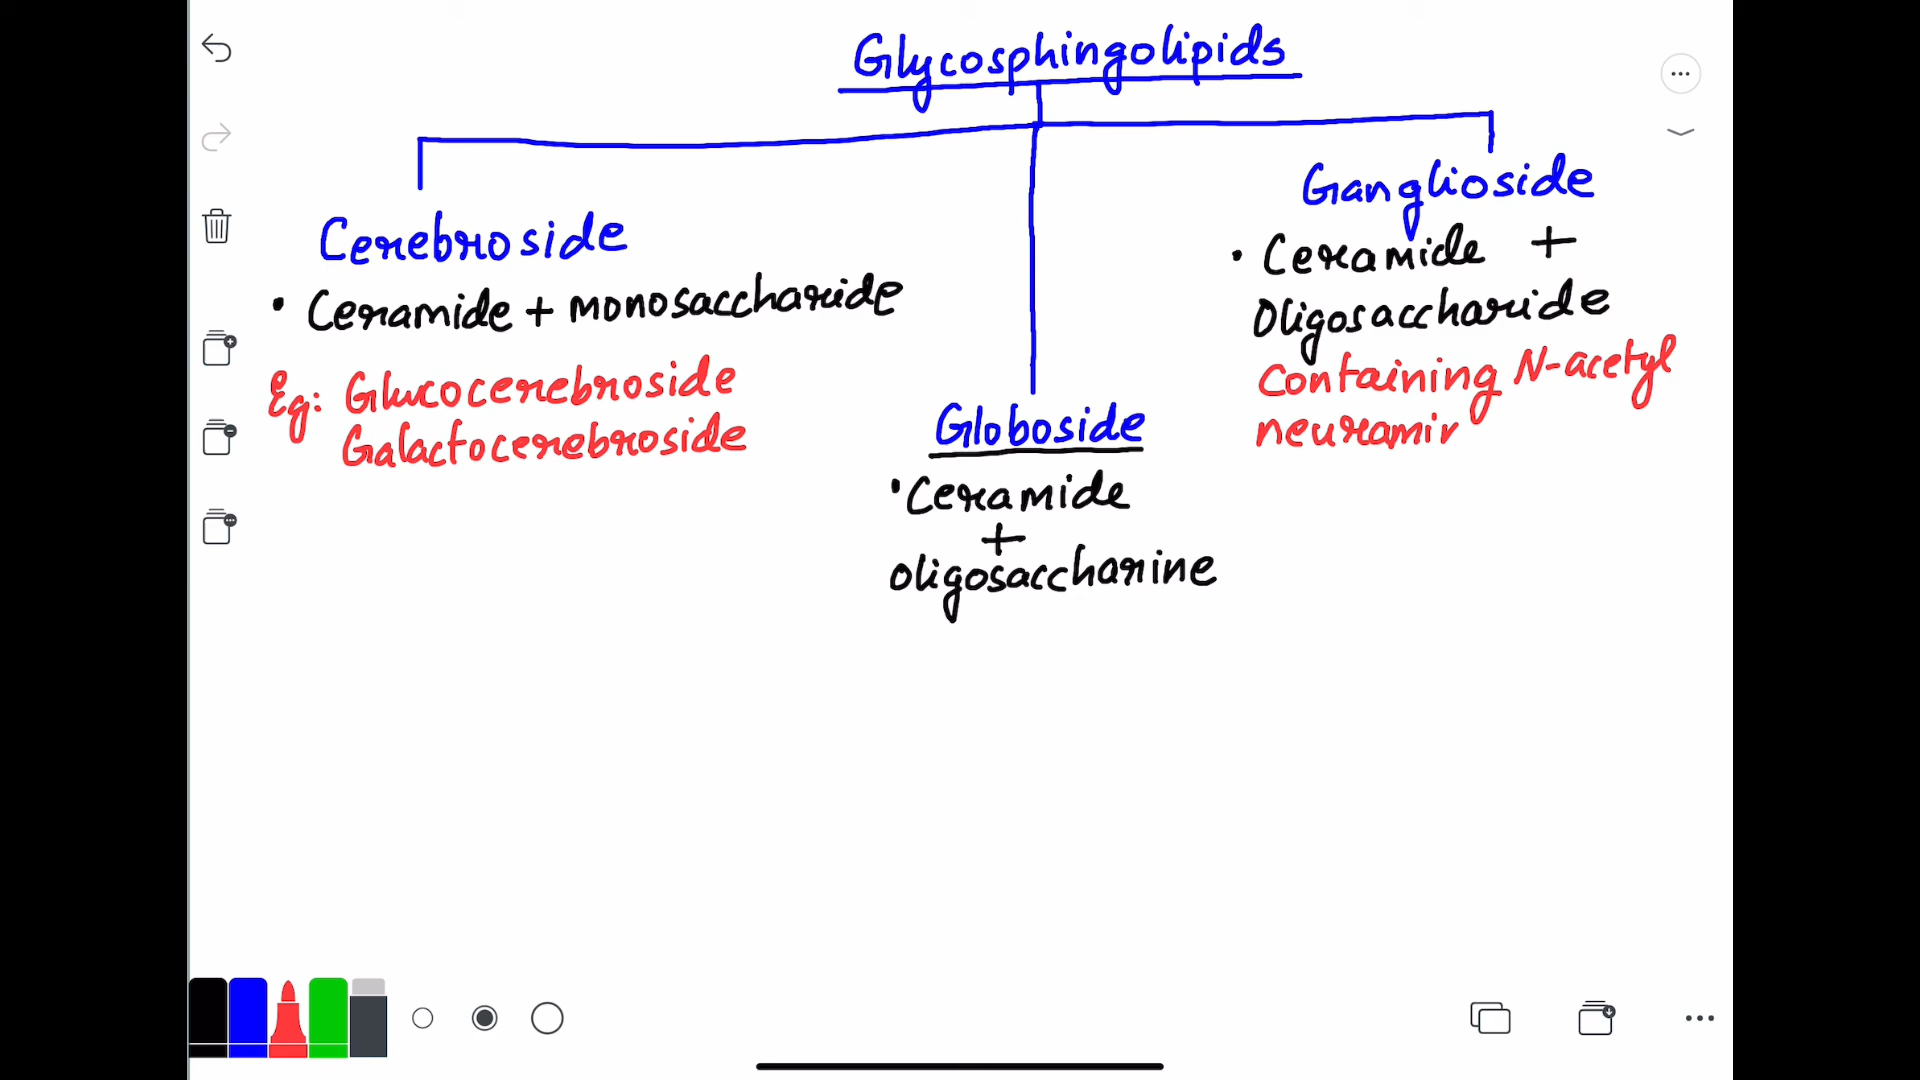 Glycosphingolipids
Cerebroside
• Ceramide + monosaccharide
Eg: Glucocerebroside
Galactocerebroside
Globoside
• Ceramide
+
oligosaccharine
Ganglioside
• Ceramide +
Oligosaccharide
Containing N-acetyl
neuramin